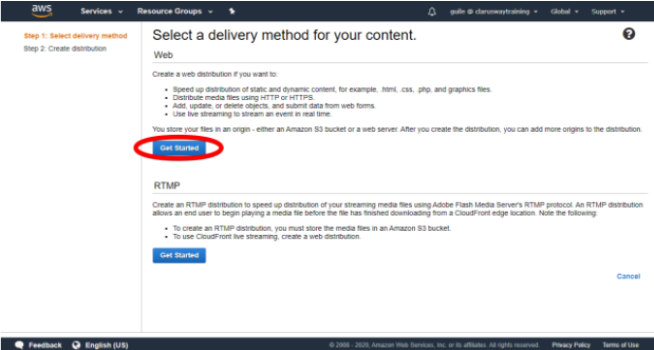 aws Services Resource Groups gulle @ claruswaytraining Global Support
Step 1: Select delivery method
Step 2: Create distribution
Select a delivery method for your content.
Web
Create a web distribution if you want to:
Speed up distribution of static and dynamic content, for example, .html, .css, .php, and graphics files.
Distribute media files using HTTP or HTTPS.
Add, update, or delete objects, and submit data from web forms.
Use live streaming to stream an event in real time.
You store your files in an origin - either an Amazon S3 bucket or a web server. After you create the distribution, you can add more origins to the distribution.
Get Started
RTMP
Create an RTMP distribution to speed up distribution of your streaming media files using Adobe Flash Media Server's RTMP protocol. An RTMP distribution
allows an end user to begin playing a media file before the file has finished downloading from a CloudFront edge location. Note the following:
To create an RTMP distribution, you must store the media files in an Amazon S3 bucket.
To use CloudFront live streaming, create a web distribution.
Get Started
Cancel
Feedback English (US) © 2008 - 2020, Amazon Web Services, Inc. or its affiliates. All rights reserved. Privacy Policy Terms of Use